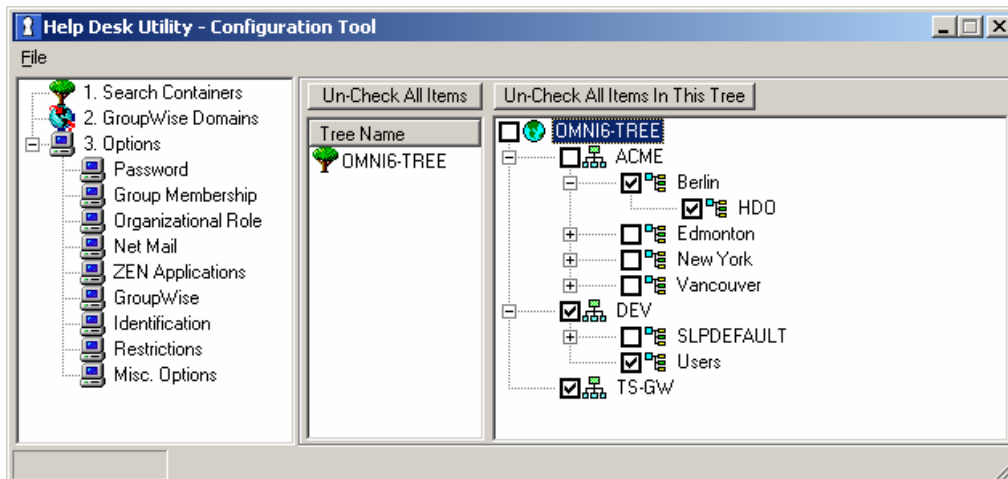 Help Desk Utility - Configuration Tool
File
1. Search Containers
2. GroupWise Domains
3. Options
Password
Group Membership
Organizational Role
Net Mail
ZEN Applications
GroupWise
Identification
Restrictions
Misc. Options
Un-Check All Items
Tree Name
OMNI6-TREE
Un-Check All Items In This Tree
OMNI6-TREE
ACME
Berlin
HDO
Edmonton
New York
Vancouver
DEV
SLPDEFAULT
Users
TS-GW